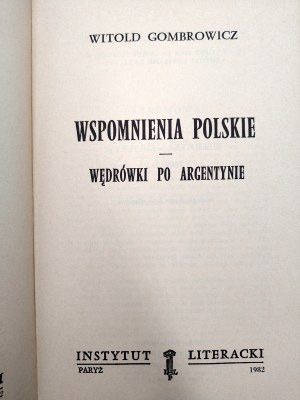 WITOLD GOMBROWICZ
WSPOMNIENIA POLSKIE
WĘDRÓWKI PO ARGENTYNIE
INSTYTUT LITERACKI
PARYŻ 1982